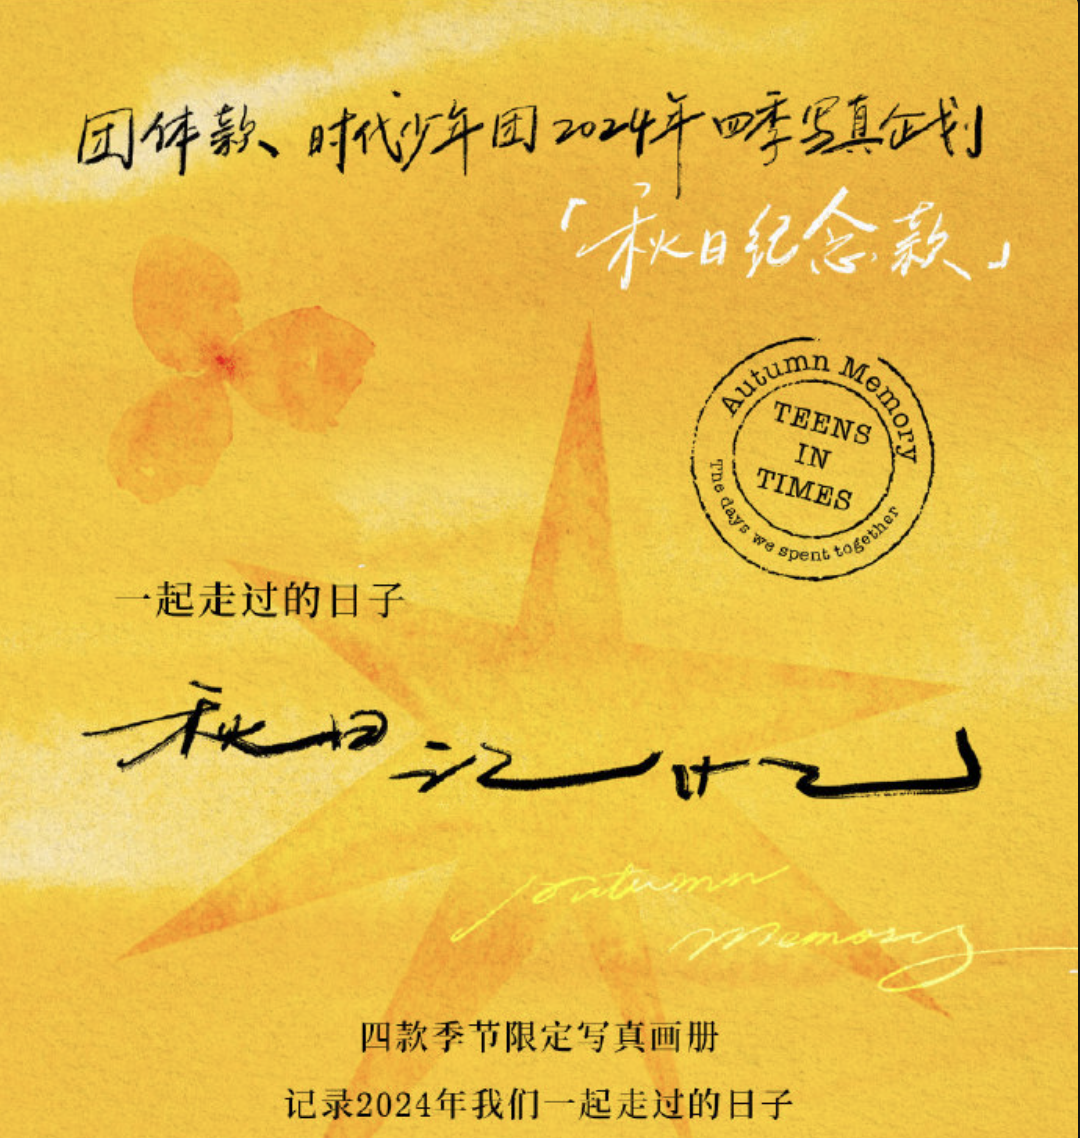 团体款、时代少年团2024年四季写真企划
「秋日纪念款」
Autumn Memory
TEENS
IN
TIMES
The days we spent together
一起走过的日子
秋日记忆
Autumn
Memory
四款季节限定写真画册
记录2024年我们一起走过的日子